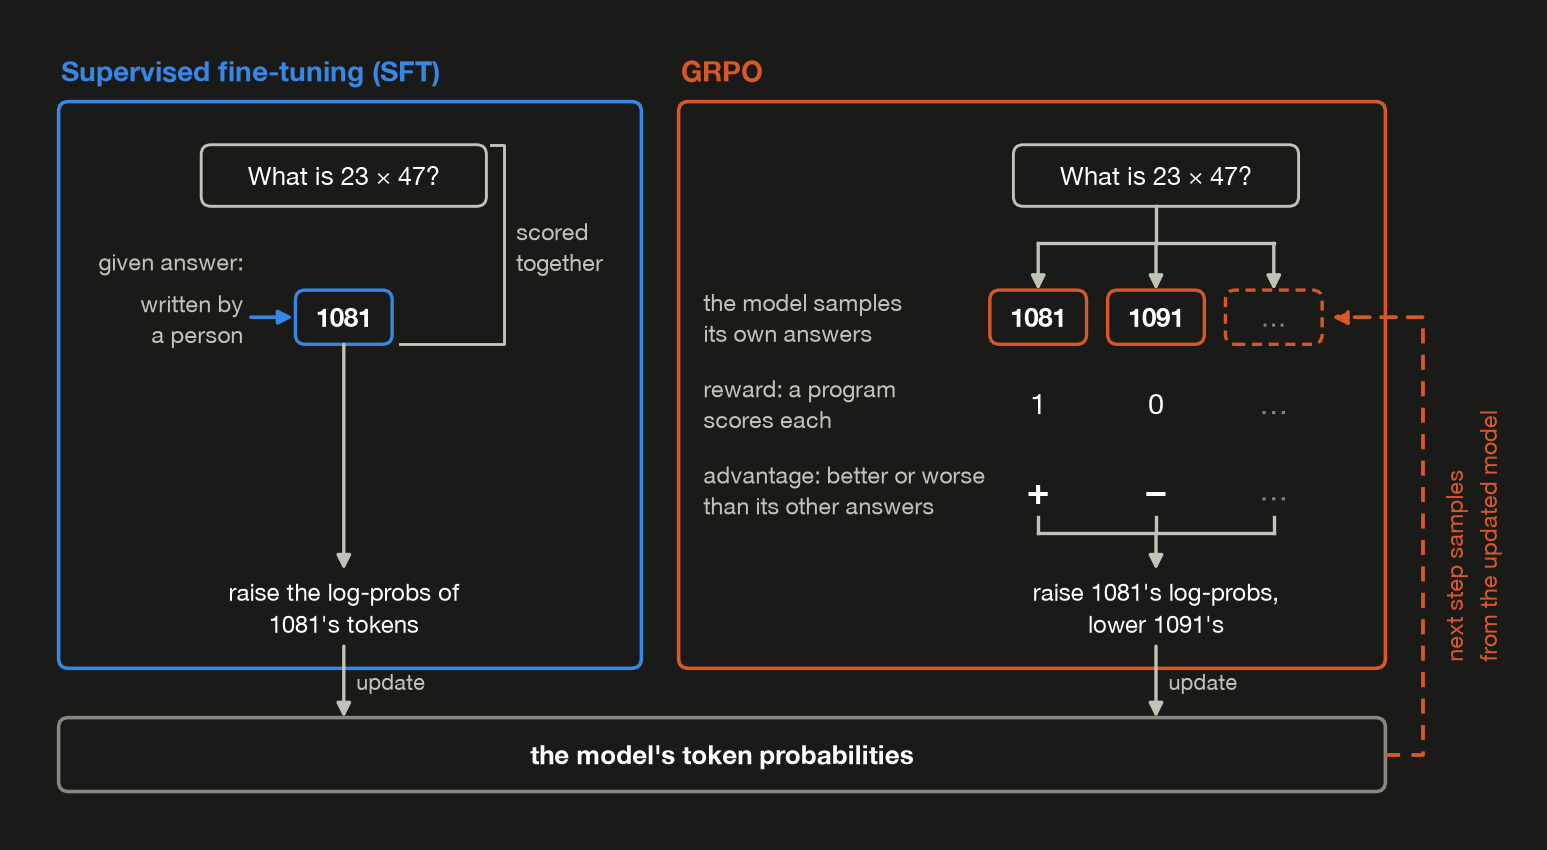 Supervised fine-tuning (SFT)
What is 23 × 47?
scored
together
given answer:
written by
a person
1081
raise the log-probs of
1081's tokens
update
GRPO
What is 23 × 47?
the model samples
its own answers
1081
1091
...
reward: a program
scores each
1
0
...
advantage: better or worse
than its other answers
+
−
...
raise 1081's log-probs,
lower 1091's
update
next step samples
from the updated model
the model's token probabilities